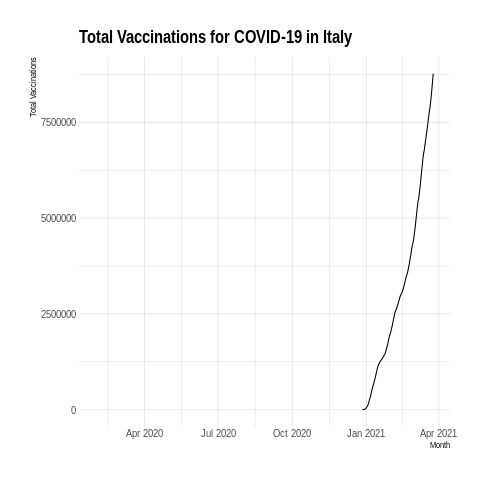 Total Vaccinations for COVID-19 in Italy
Total Vaccinations
7500000
5000000
2500000
0
Apr 2020 Jul 2020 Oct 2020 Jan 2021 Apr 2021
Month